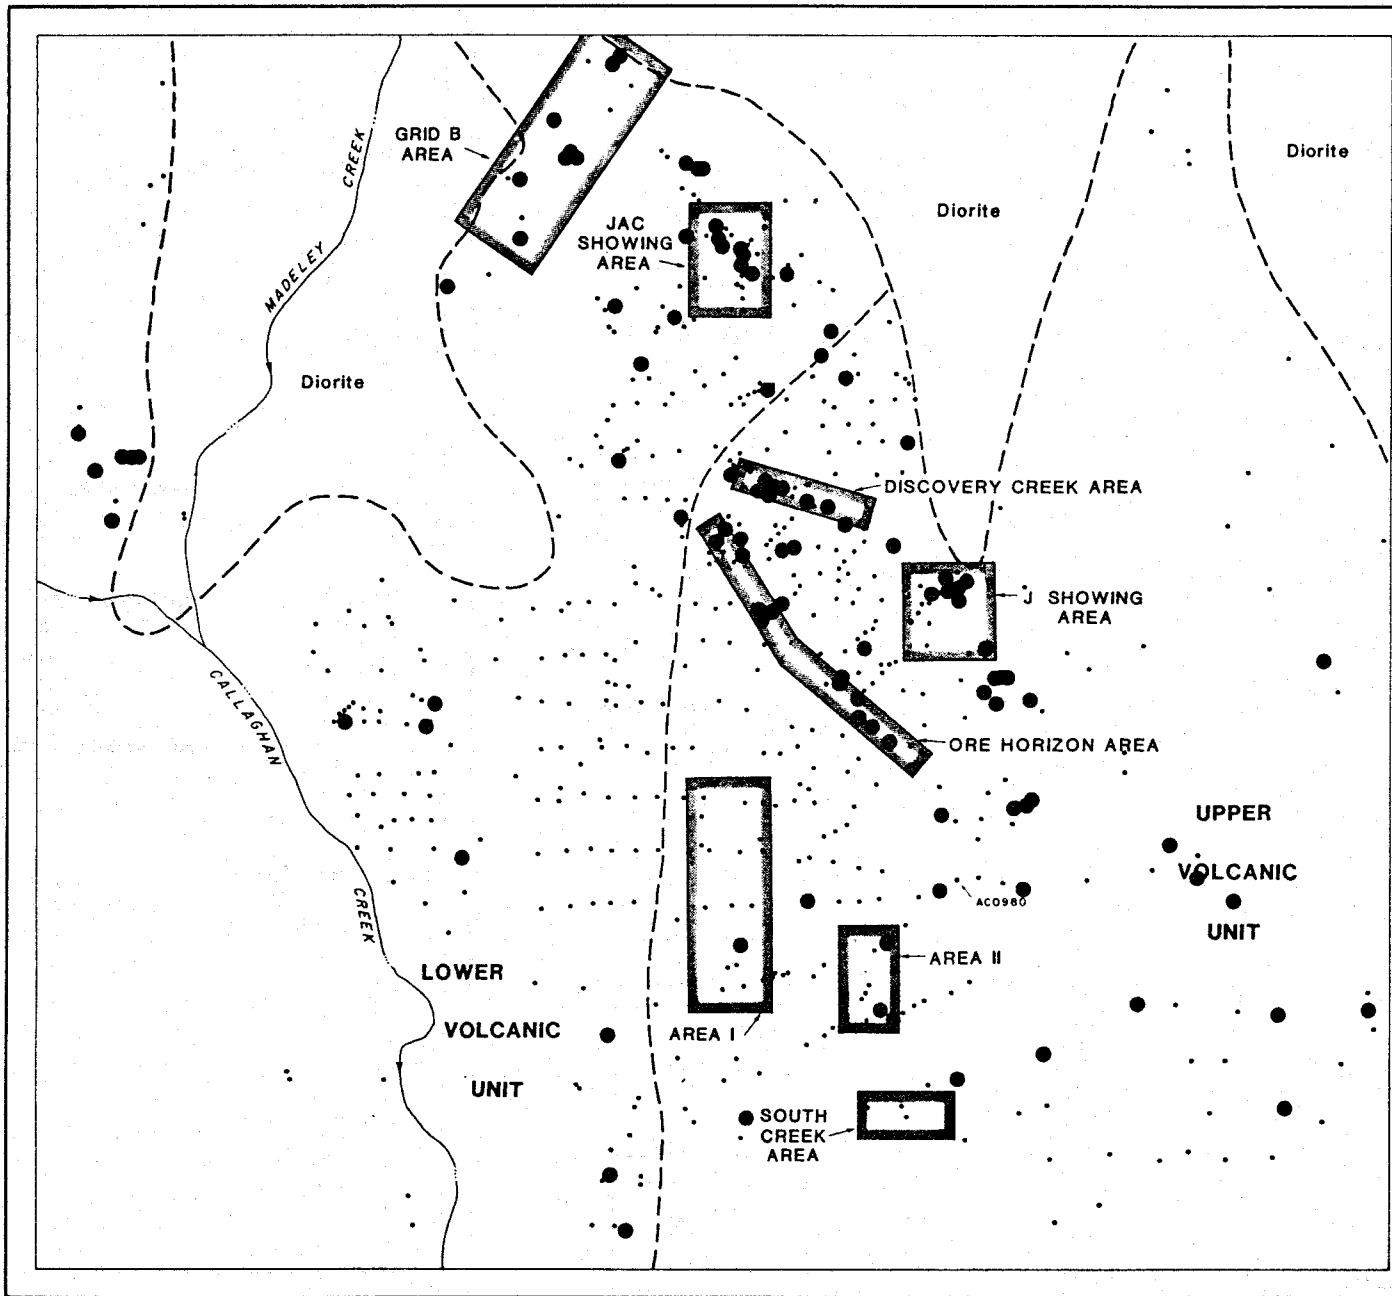 GRID B
AREA
CREEK
MADELEY
Diorite
Diorite
JAC
SHOWING
AREA
Diorite
DISCOVERY CREEK AREA
J SHOWING
AREA
CALLAGHAN
CREEK
ORE HORIZON AREA
UPPER
VOLCANIC
UNIT
AC0980
LOWER
VOLCANIC
UNIT
AREA II
AREA I
SOUTH
CREEK
AREA